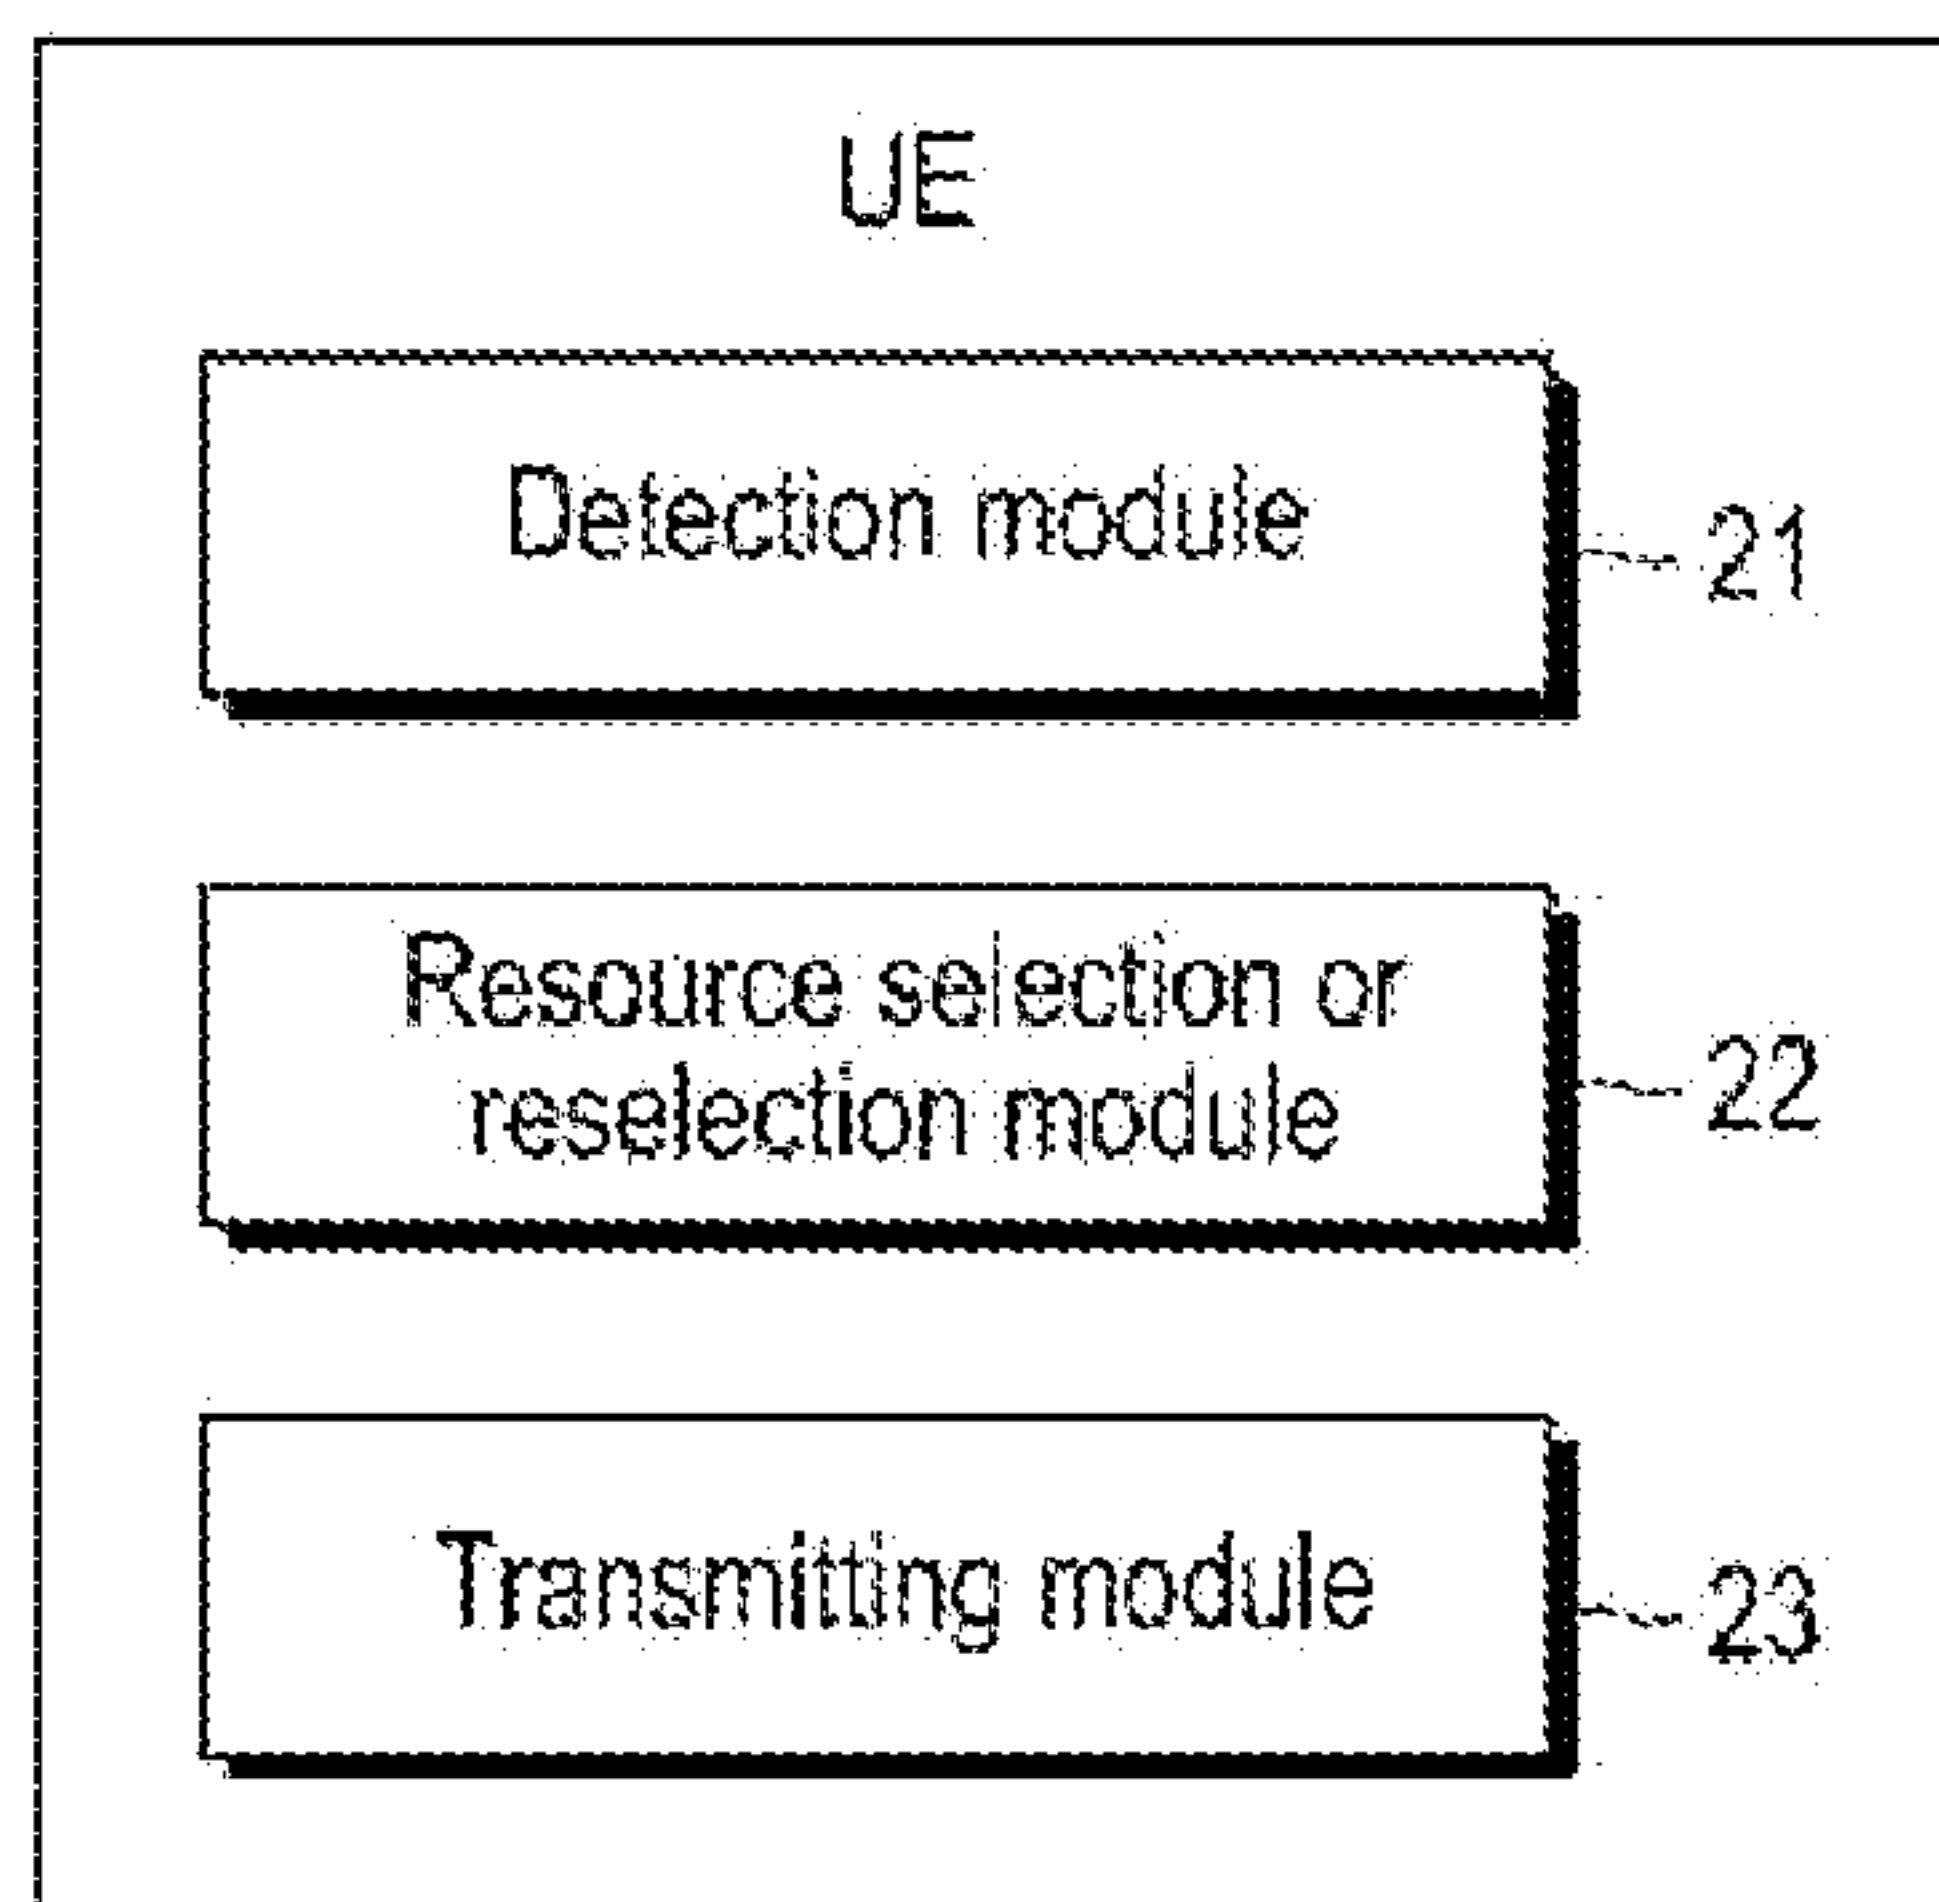 UE
Detection module
21
Resource selection or
reselection module
22
Transmitting module
23